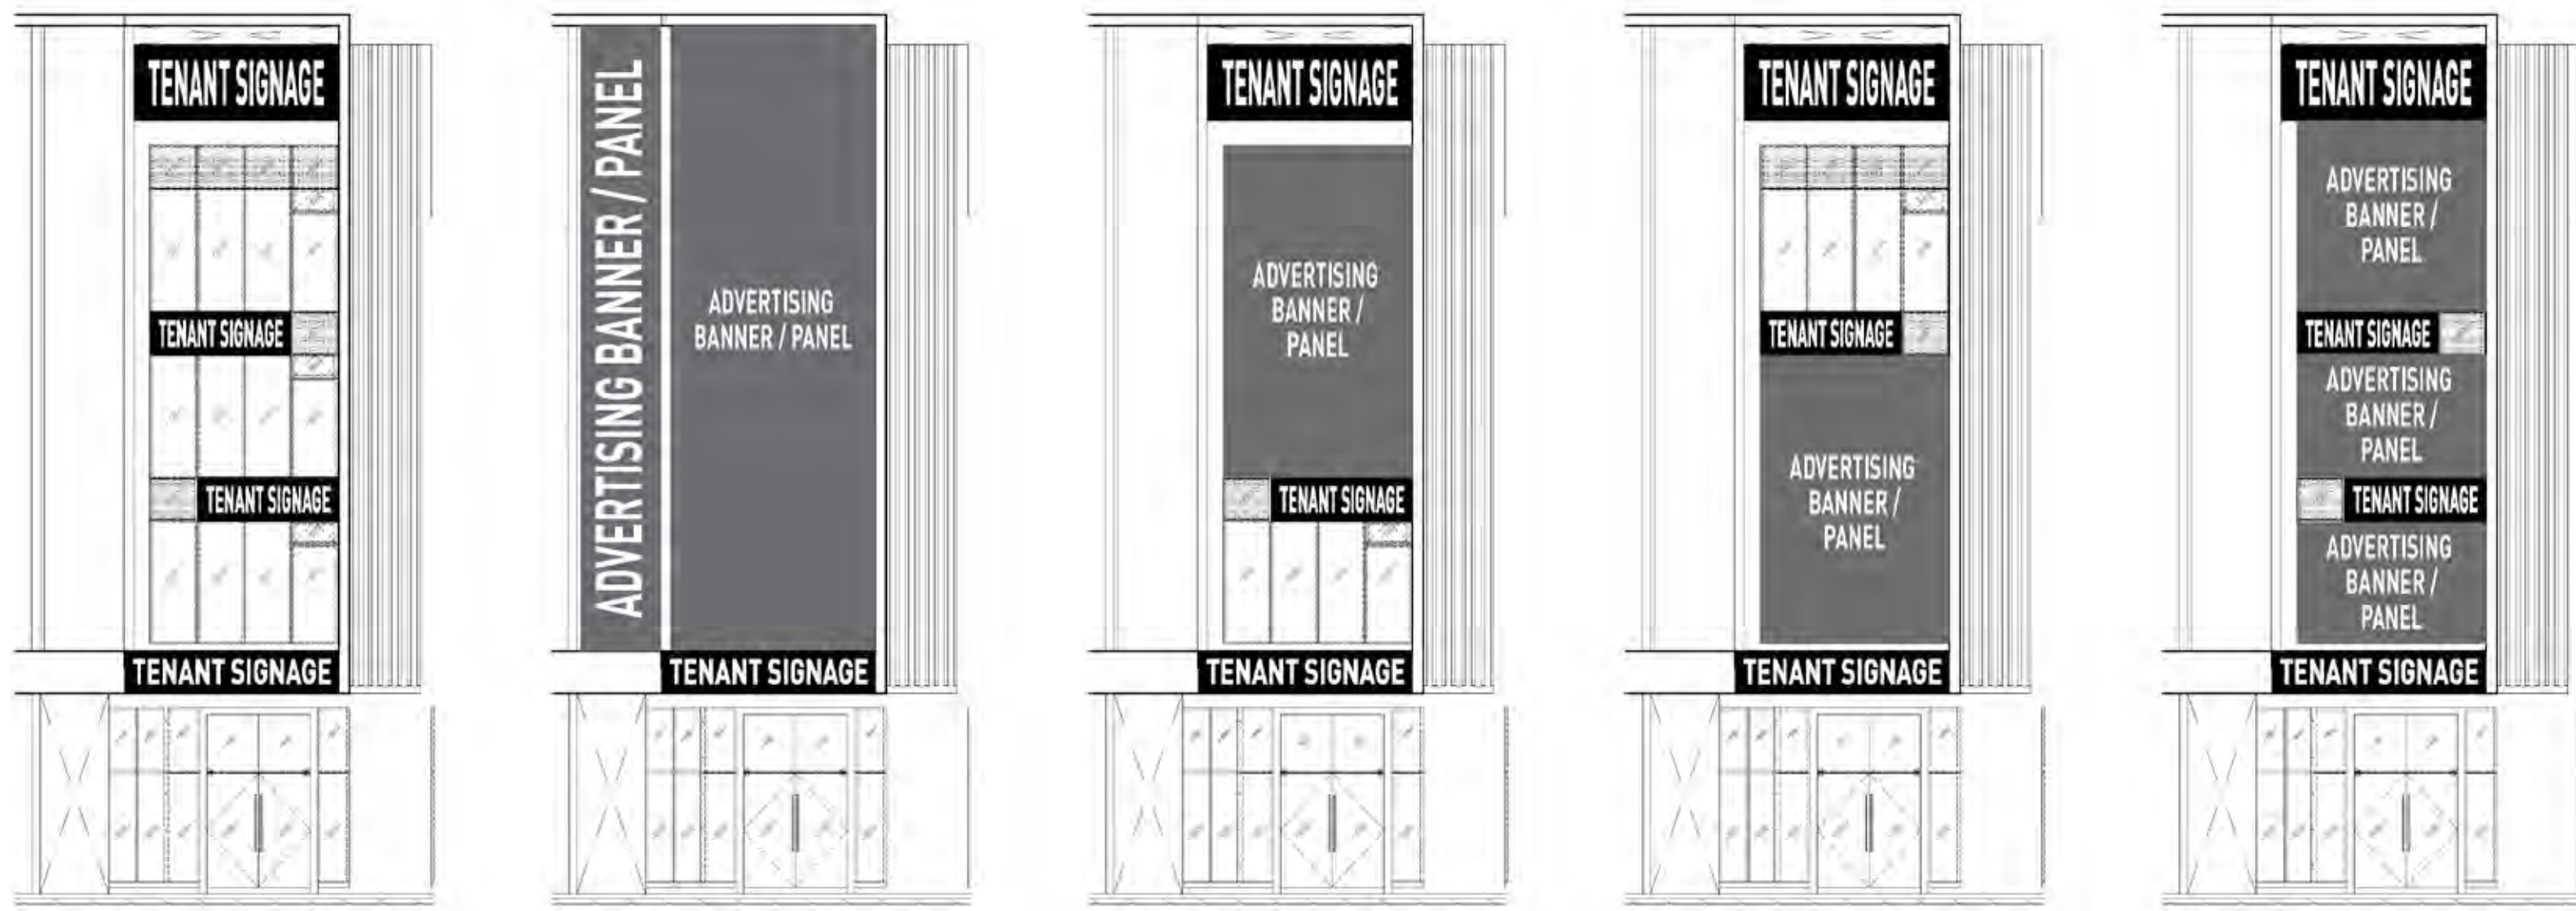 TENANT SIGNAGE
TENANT SIGNAGE
TENANT SIGNAGE
TENANT SIGNAGE
ADVERTISING BANNER / PANEL
ADVERTISING
BANNER / PANEL
TENANT SIGNAGE
TENANT SIGNAGE
ADVERTISING
BANNER /
PANEL
TENANT SIGNAGE
TENANT SIGNAGE
TENANT SIGNAGE
TENANT SIGNAGE
ADVERTISING
BANNER /
PANEL
TENANT SIGNAGE
TENANT SIGNAGE
ADVERTISING
BANNER /
PANEL
TENANT SIGNAGE
ADVERTISING
BANNER /
PANEL
TENANT SIGNAGE
ADVERTISING
BANNER /
PANEL
TENANT SIGNAGE